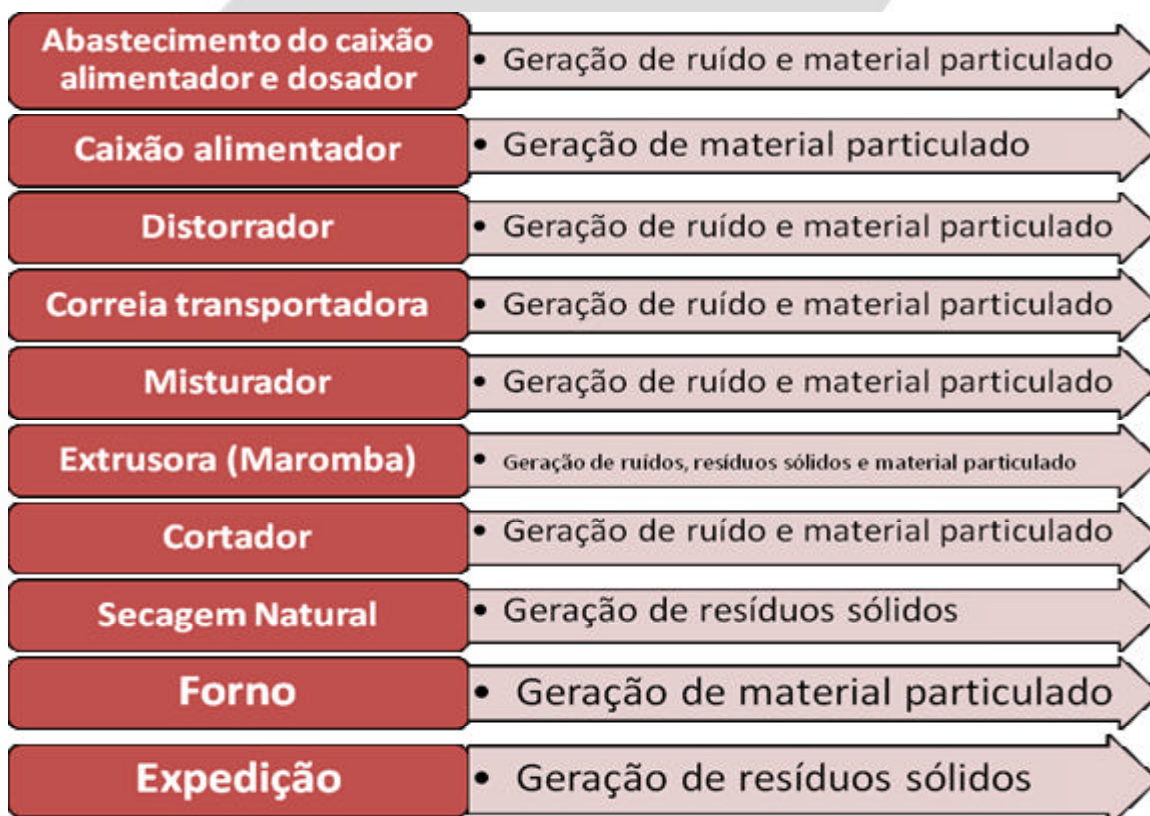 Abastecimento do caixão
alimentador e dosador
• Geração de ruído e material particulado
Caixão alimentador
• Geração de material particulado
Distorrador
• Geração de ruído e material particulado
Correia transportadora
• Geração de ruído e material particulado
Misturador
• Geração de ruído e material particulado
Extrusora (Maromba)
• Geração de ruídos, resíduos sólidos e material particulado
Cortador
• Geração de ruído e material particulado
Secagem Natural
• Geração de resíduos sólidos
Forno
• Geração de material particulado
Expedição
• Geração de resíduos sólidos